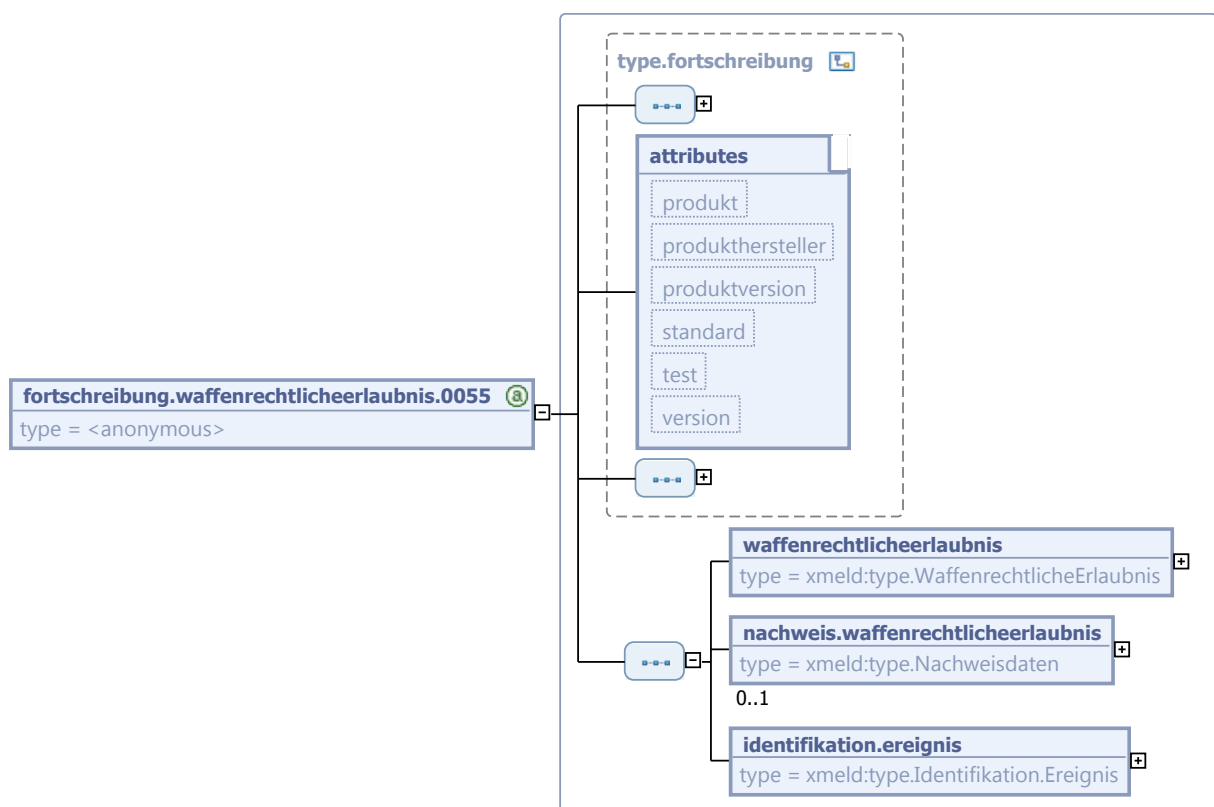 type.fortschreibung
attributes
produkt
produkthersteller
produktversion
standard
test
version
fortschreibung.waffenrechtlicheerlaubnis.0055 a
type = <anonymous>
waffenrechtlicheerlaubnis
type = xmeld:type.WaffenrechtlicheErlaubnis
nachweis.waffenrechtlicheerlaubnis
type = xmeld:type.Nachweisdaten
0..1
identifikation.ereignis
type = xmeld:type.Identifikation.Ereignis